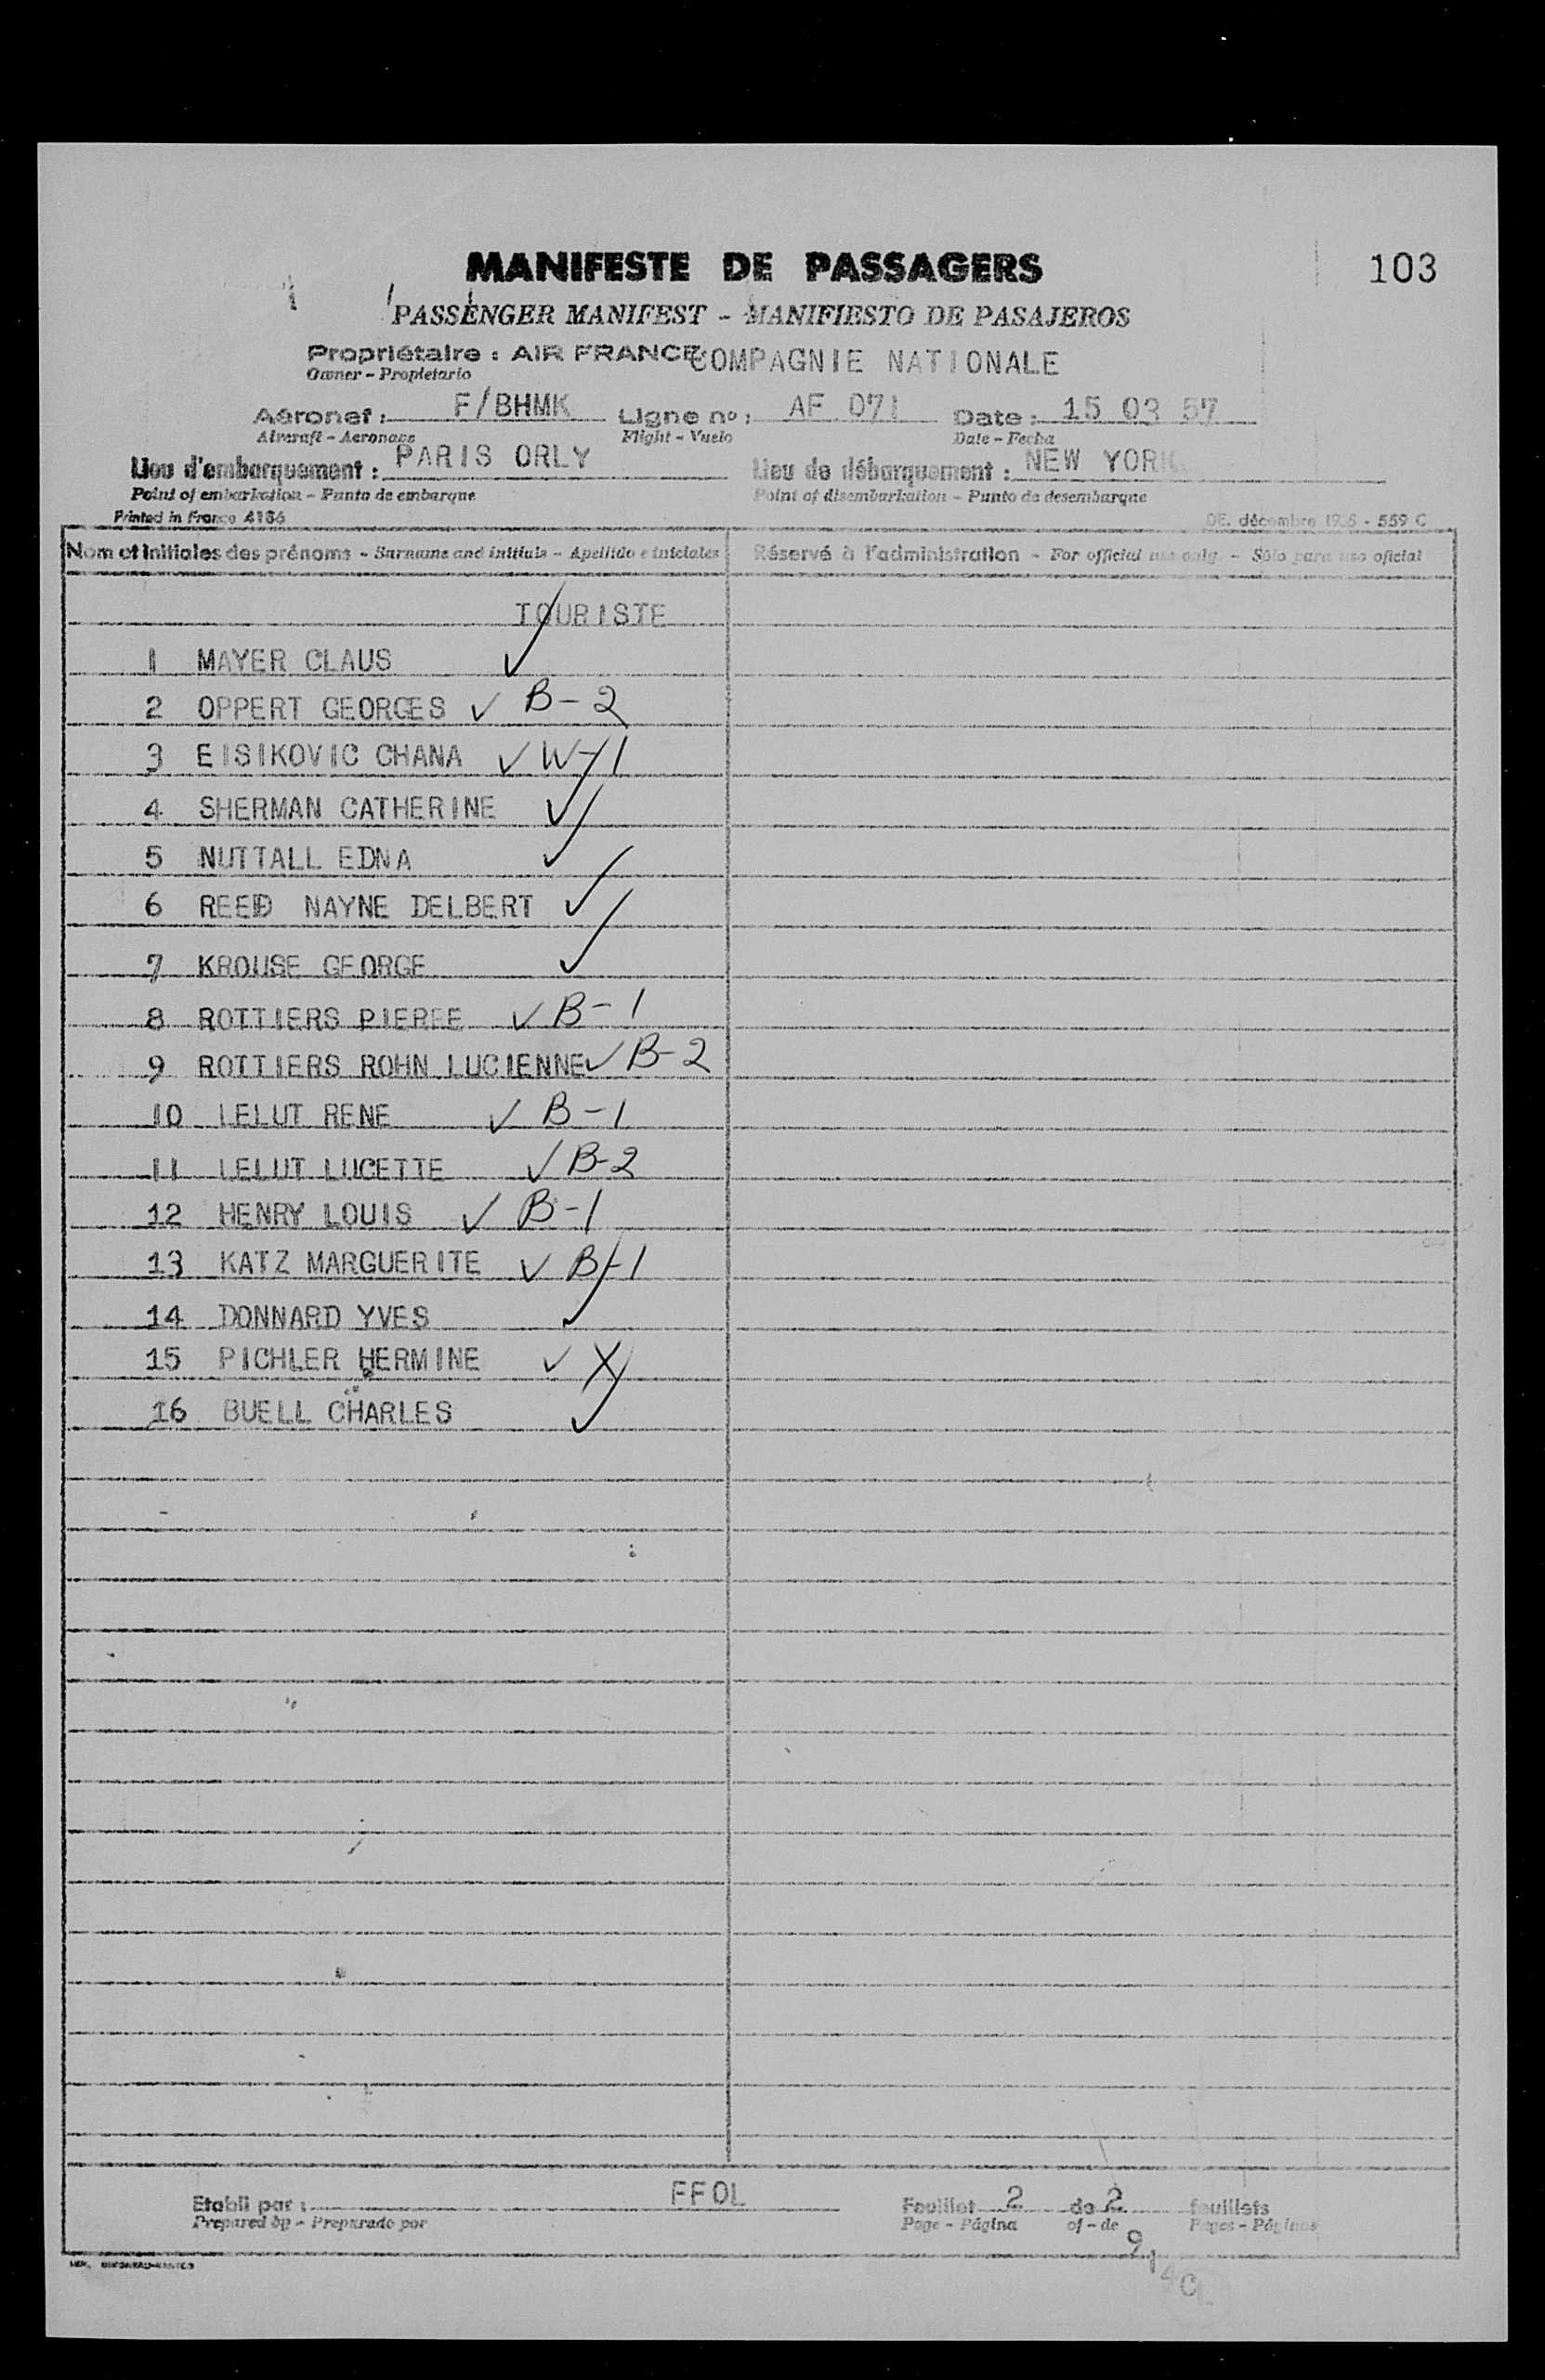 MANIFESTE DE PASSAGERS
103
PASSENGER MANIFEST - MANIFIESTO DE PASAJEROS
Propriétaire : AIR FRANCE COMPAGNIE NATIONALE
Owner - Propietario
Aéronef : F/BHMK Ligne no : AF 071 Date : 15 03 57
Aircraft - Aeronave Flight - Vuelo Date - Fecha
Lieu d'embarquement : PARIS ORLY Lieu de débarquement : NEW YORK
Point of embarkation - Punto de embarque Point of disembarkation - Punto de desembarque
Printed in France 4186 DE. décembre 1955 - 559 C
Nom et initiales des prénoms - Surname and initials - Apellido e iniciales Réservé à l'administration - For official use only - Sólo para uso oficial
TOURISTE
1 MAYER CLAUS ✓
2 OPPERT GEORGES ✓ B-2
3 EISIKOVIC CHANA ✓ W-1
4 SHERMAN CATHERINE ✓
5 NUTTALL EDNA ✓
6 REED NAYNE DELBERT ✓
7 KROUSE GEORGE ✓
8 ROTTIERS PIERRE ✓ B-1
9 ROTTIERS ROHN LUCIENNE ✓ B-2
10 LELUT RENE ✓ B-1
11 LELUT LUCETTE ✓ B-2
12 HENRY LOUIS ✓ B-1
13 KATZ MARGUERITE ✓ B-1
14 DONNARD YVES ✓
15 PICHLER HERMINE ✓ X
16 BUELL CHARLES ✓
Etabli par : FFOL Feuillet 2 de 2 feuillets
Prepared by - Preparado por Page - Página of - de Pages - Páginas